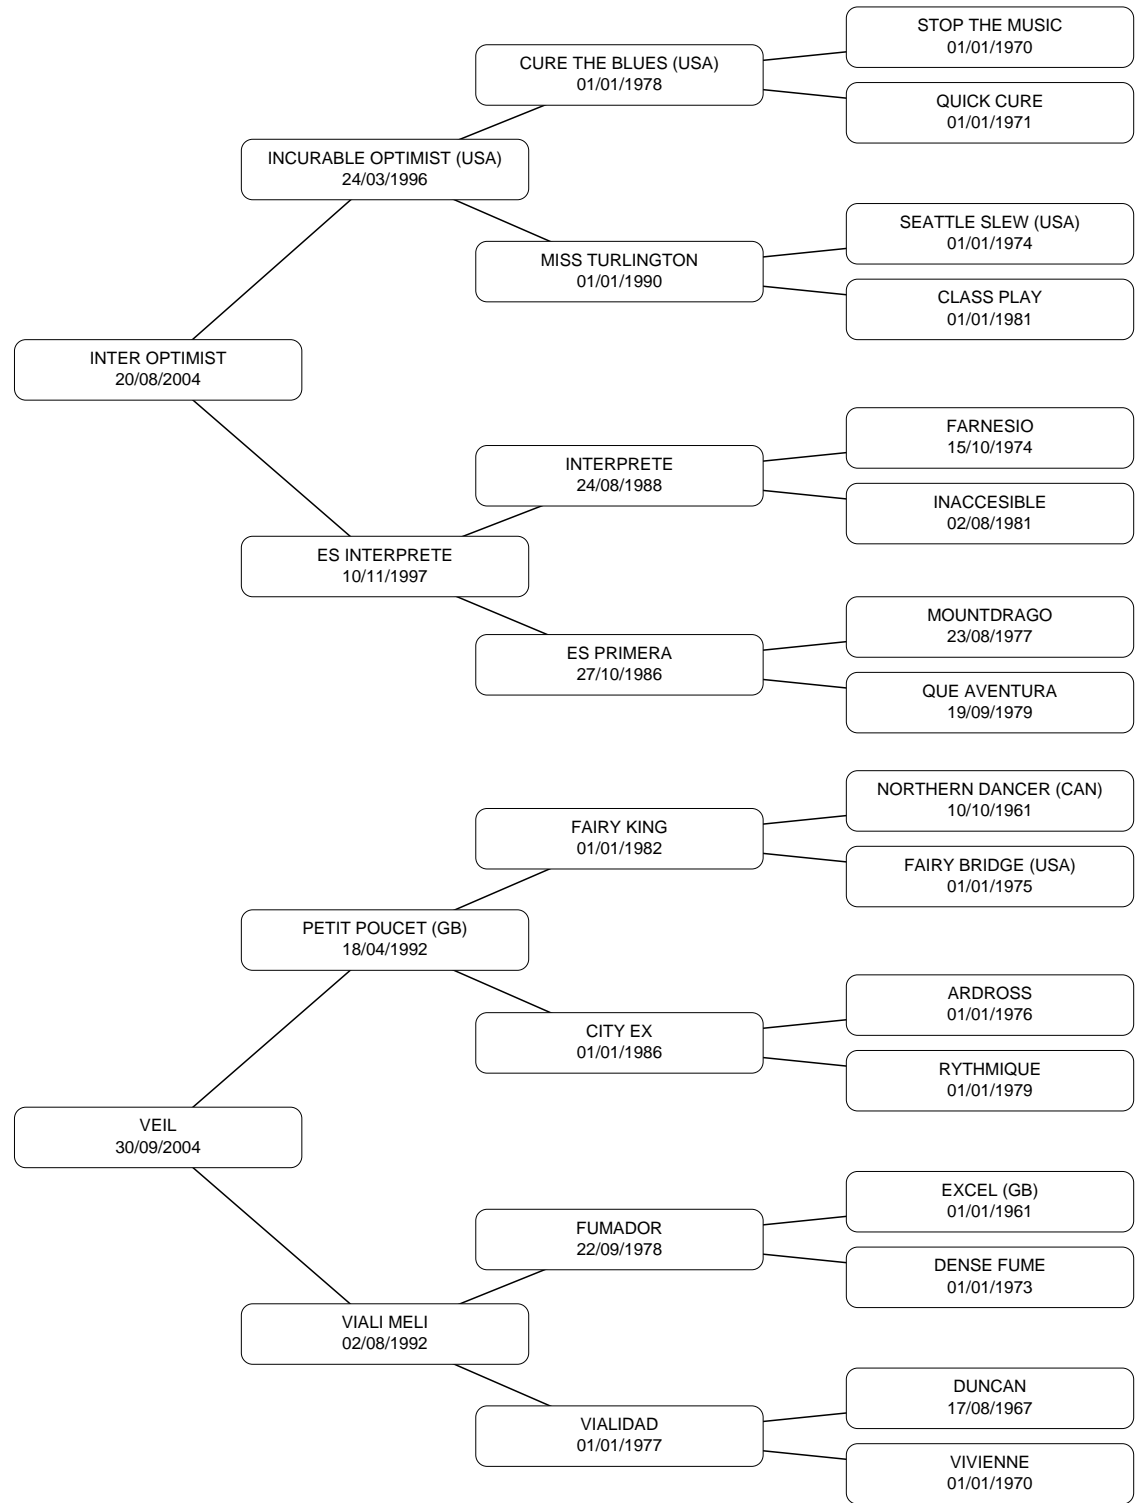 STOP THE MUSIC
01/01/1970
CURE THE BLUES (USA)
01/01/1978
QUICK CURE
01/01/1971
INCURABLE OPTIMIST (USA)
24/03/1996
SEATTLE SLEW (USA)
01/01/1974
MISS TURLINGTON
01/01/1990
CLASS PLAY
01/01/1981
INTER OPTIMIST
20/08/2004
FARNESIO
15/10/1974
INTERPRETE
24/08/1988
INACCESIBLE
02/08/1981
ES INTERPRETE
10/11/1997
MOUNTDRAGO
23/08/1977
ES PRIMERA
27/10/1986
QUE AVENTURA
19/09/1979
NORTHERN DANCER (CAN)
10/10/1961
FAIRY KING
01/01/1982
FAIRY BRIDGE (USA)
01/01/1975
PETIT POUCET (GB)
18/04/1992
ARDROSS
01/01/1976
CITY EX
01/01/1986
RYTHMIQUE
01/01/1979
VEIL
30/09/2004
EXCEL (GB)
01/01/1961
FUMADOR
22/09/1978
DENSE FUME
01/01/1973
VIALI MELI
02/08/1992
DUNCAN
17/08/1967
VIALIDAD
01/01/1977
VIVIENNE
01/01/1970